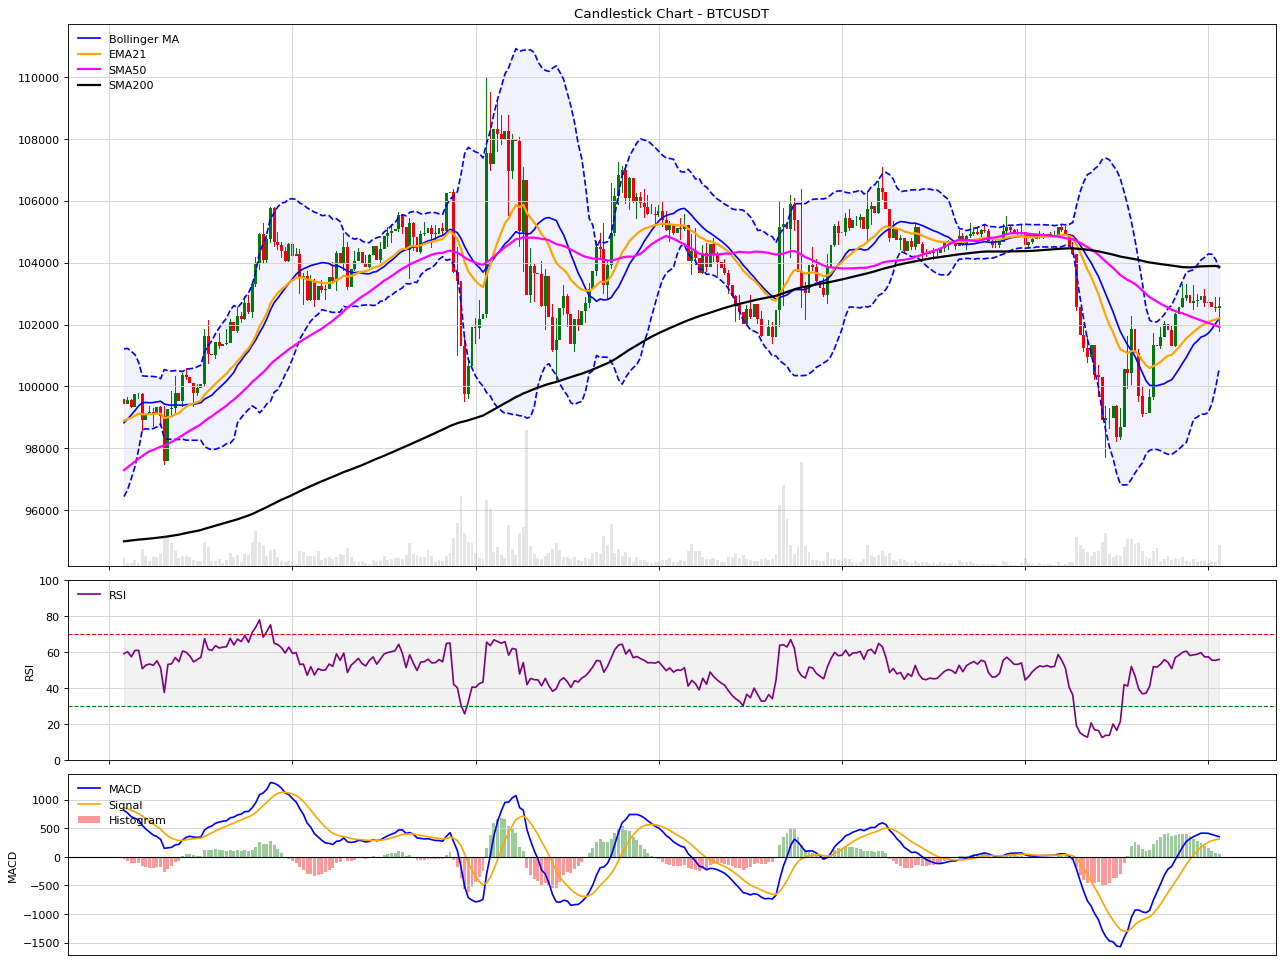 Candlestick Chart - BTCUSDT
Bollinger MA
EMA21
SMA50
SMA200
110000
108000
106000
104000
102000
100000
98000
96000
RSI
100
80
60
40
20
0
RSI
MACD
Signal
Histogram
1000
500
0
−500
−1000
−1500
MACD